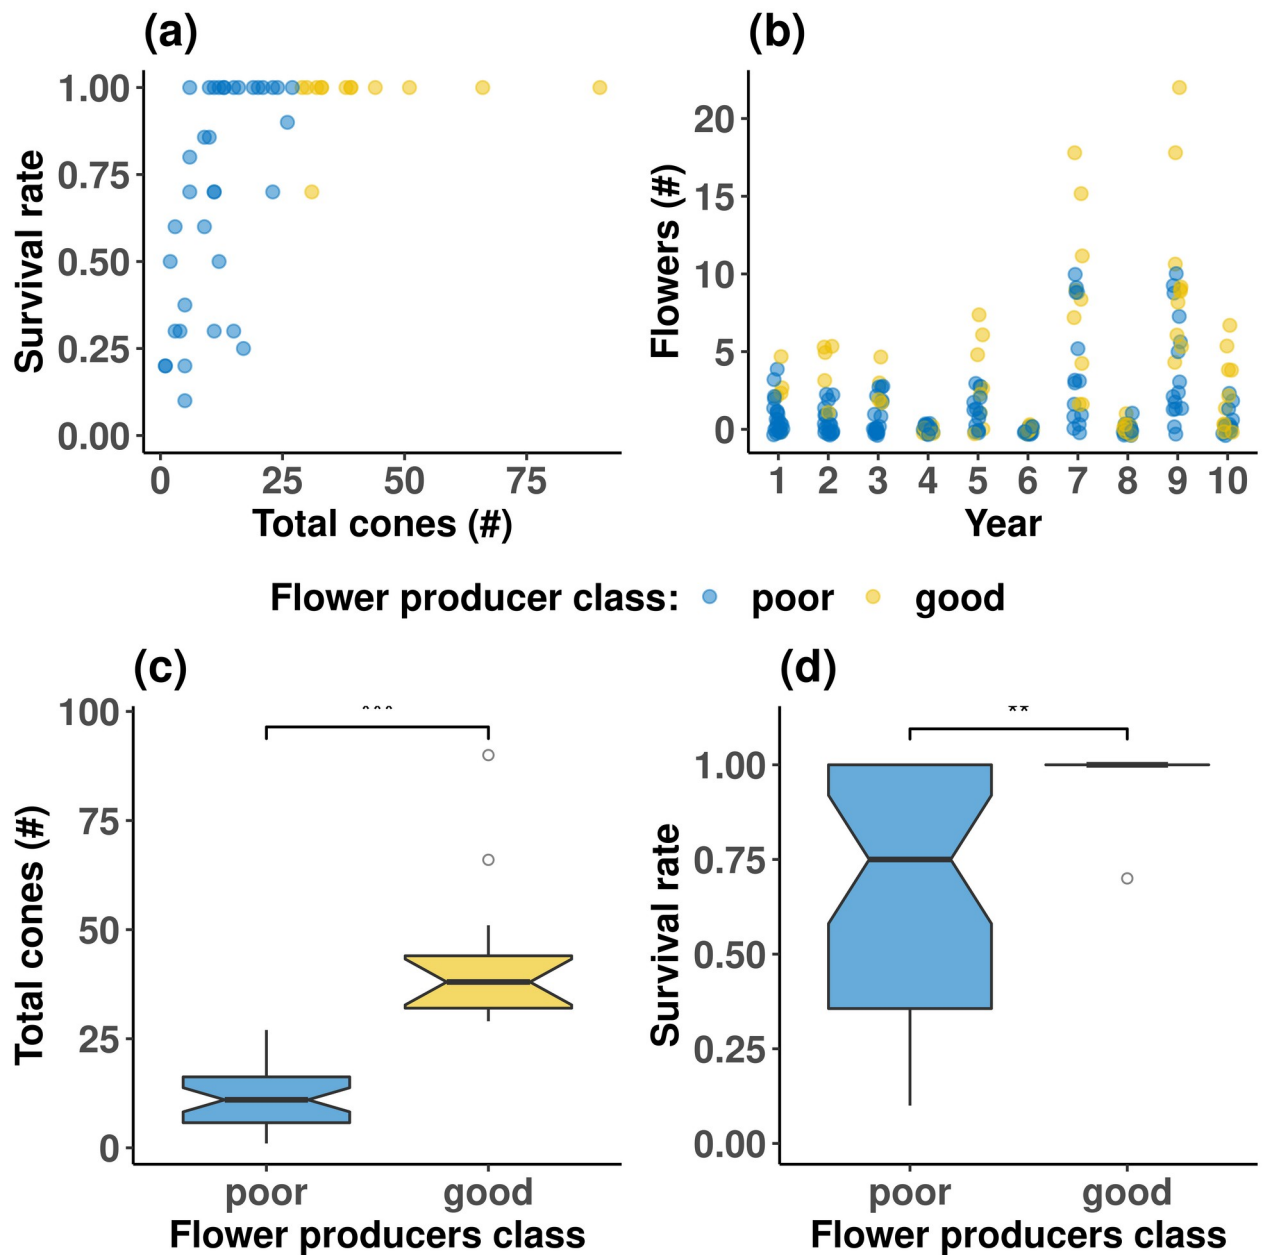 (a)
1.00
0.75
0.50
0.25
0.00
Survival rate
0 25 50 75
Total cones (#)
(b)
20
15
10
5
0
Flowers (#)
1 2 3 4 5 6 7 8 9 10
Year
Flower producer class: poor good
(c)
100
75
50
25
0
Total cones (#)
poor good
Flower producers class
(d)
**
1.00
0.75
0.50
0.25
0.00
Survival rate
poor good
Flower producers class